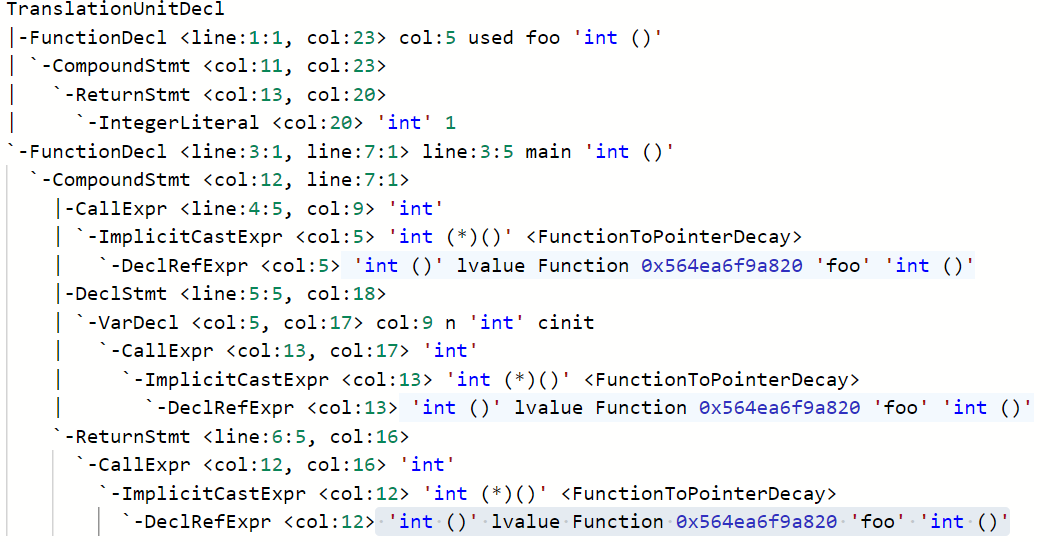 TranslationUnitDecl
|-FunctionDecl <line:1:1, col:23> col:5 used foo 'int ()'
| `-CompoundStmt <col:11, col:23>
|   `-ReturnStmt <col:13, col:20>
|     `-IntegerLiteral <col:20> 'int' 1
`-FunctionDecl <line:3:1, line:7:1> line:3:5 main 'int ()'
  `-CompoundStmt <col:12, line:7:1>
    |-CallExpr <line:4:5, col:9> 'int'
    | `-ImplicitCastExpr <col:5> 'int (*)()' <FunctionToPointerDecay>
    |   `-DeclRefExpr <col:5> 'int ()' lvalue Function 0x564ea6f9a820 'foo' 'int ()'
    |-DeclStmt <line:5:5, col:18>
    | `-VarDecl <col:5, col:17> col:9 n 'int' cinit
    |   `-CallExpr <col:13, col:17> 'int'
    |     `-ImplicitCastExpr <col:13> 'int (*)()' <FunctionToPointerDecay>
    |       `-DeclRefExpr <col:13> 'int ()' lvalue Function 0x564ea6f9a820 'foo' 'int ()'
    `-ReturnStmt <line:6:5, col:16>
      `-CallExpr <col:12, col:16> 'int'
        `-ImplicitCastExpr <col:12> 'int (*)()' <FunctionToPointerDecay>
          `-DeclRefExpr <col:12> 'int ()' lvalue Function 0x564ea6f9a820 'foo' 'int ()'